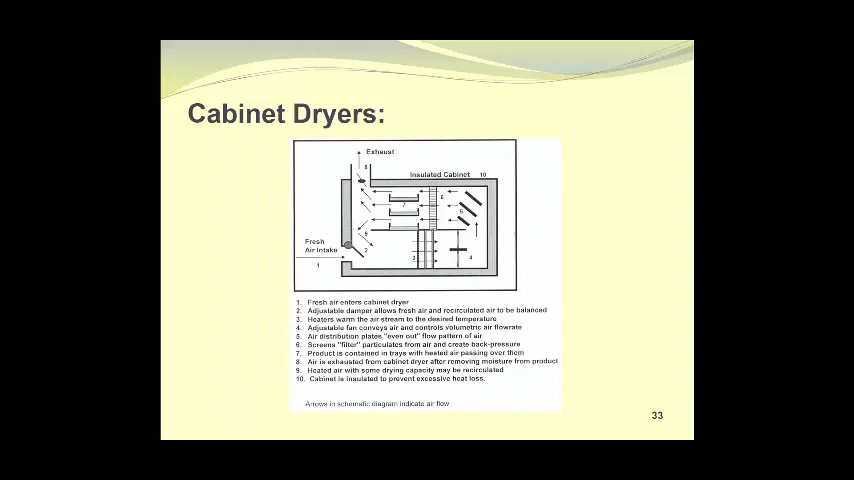 Cabinet Dryers:
Exhaust
8
Insulated Cabinet 10
6
7
5
9
Fresh
Air Intake
2
3
4
1
1. Fresh air enters cabinet dryer
2. Adjustable damper allows fresh air and recirculated air to be balanced
3. Heaters warm the air stream to the desired temperature
4. Adjustable fan conveys air and controls volumetric air flowrate
5. Air distribution plates "even out" flow pattern of air
6. Screens "filter" particulates from air and create back-pressure
7. Product is contained in trays with heated air passing over them
8. Air is exhausted from cabinet dryer after removing moisture from product
9. Heated air with some drying capacity may be recirculated
10. Cabinet is insulated to prevent excessive heat loss.
Arrows in schematic diagram indicate air flow
33